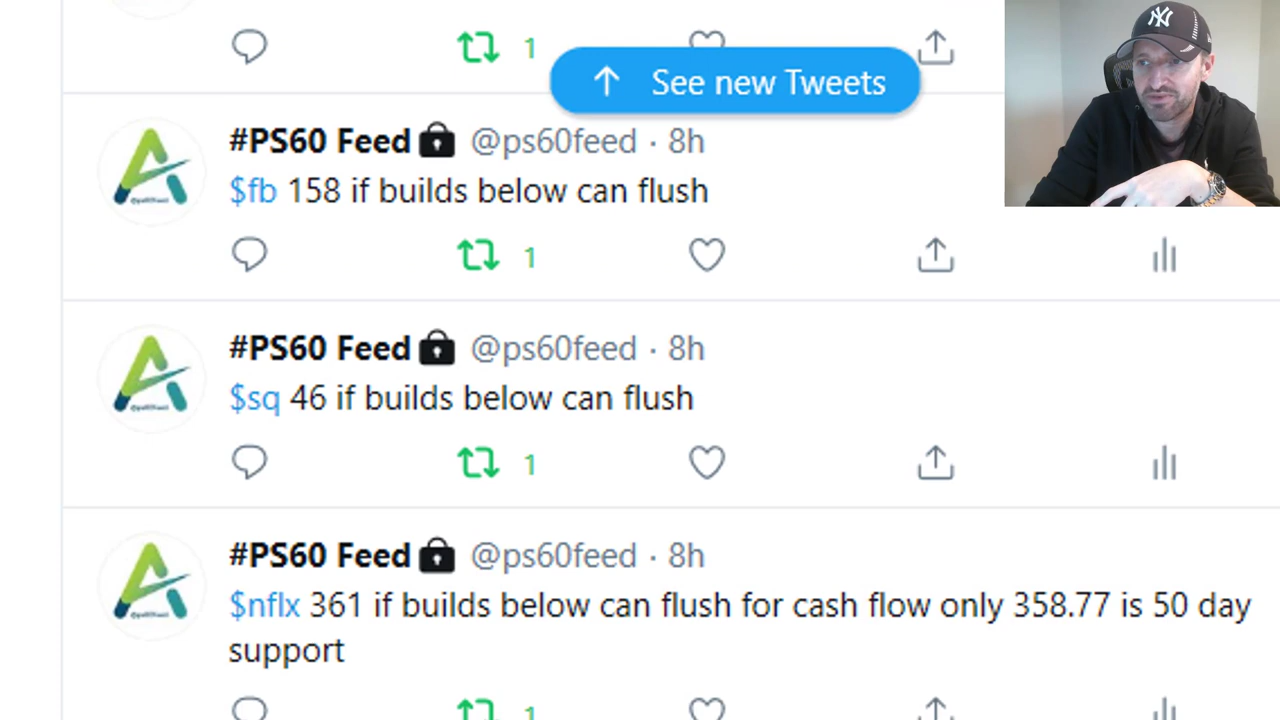 1
See new Tweets
#PS60 Feed @ps60feed · 8h
$fb 158 if builds below can flush
1
#PS60 Feed @ps60feed · 8h
$sq 46 if builds below can flush
1
#PS60 Feed @ps60feed · 8h
$nflx 361 if builds below can flush for cash flow only 358.77 is 50 day
support
1